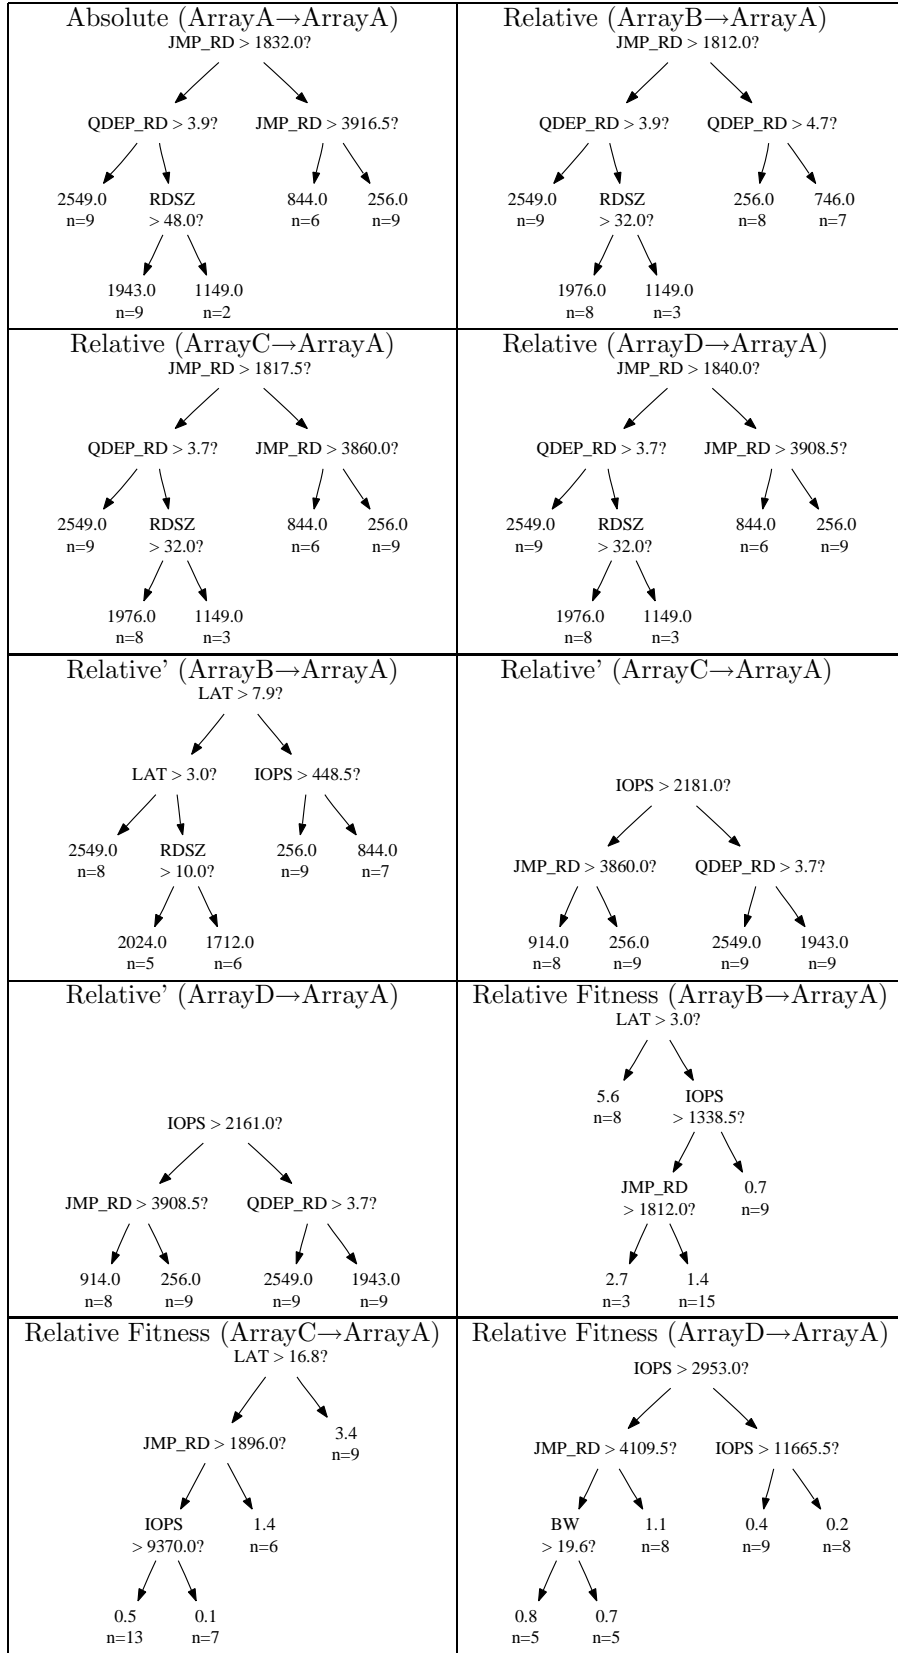 Absolute (ArrayA→ArrayA)
JMP_RD > 1832.0?
QDEP_RD > 3.9?
JMP_RD > 3916.5?
2549.0
n=9
RDSZ
> 48.0?
844.0
n=6
256.0
n=9
1943.0
n=9
1149.0
n=2
Relative (ArrayB→ArrayA)
JMP_RD > 1812.0?
QDEP_RD > 3.9?
QDEP_RD > 4.7?
2549.0
n=9
RDSZ
> 32.0?
256.0
n=8
746.0
n=7
1976.0
n=8
1149.0
n=3
Relative (ArrayC→ArrayA)
JMP_RD > 1817.5?
QDEP_RD > 3.7?
JMP_RD > 3860.0?
2549.0
n=9
RDSZ
> 32.0?
844.0
n=6
256.0
n=9
1976.0
n=8
1149.0
n=3
Relative (ArrayD→ArrayA)
JMP_RD > 1840.0?
QDEP_RD > 3.7?
JMP_RD > 3908.5?
2549.0
n=9
RDSZ
> 32.0?
844.0
n=6
256.0
n=9
1976.0
n=8
1149.0
n=3
Relative’ (ArrayB→ArrayA)
LAT > 7.9?
LAT > 3.0?
IOPS > 448.5?
2549.0
n=8
RDSZ
> 10.0?
256.0
n=9
844.0
n=7
2024.0
n=5
1712.0
n=6
Relative’ (ArrayC→ArrayA)
IOPS > 2181.0?
JMP_RD > 3860.0?
QDEP_RD > 3.7?
914.0
n=8
256.0
n=9
2549.0
n=9
1943.0
n=9
Relative’ (ArrayD→ArrayA)
IOPS > 2161.0?
JMP_RD > 3908.5?
QDEP_RD > 3.7?
914.0
n=8
256.0
n=9
2549.0
n=9
1943.0
n=9
Relative Fitness (ArrayB→ArrayA)
LAT > 3.0?
5.6
n=8
IOPS
> 1338.5?
JMP_RD
> 1812.0?
0.7
n=9
2.7
n=3
1.4
n=15
Relative Fitness (ArrayC→ArrayA)
LAT > 16.8?
JMP_RD > 1896.0?
3.4
n=9
IOPS
> 9370.0?
1.4
n=6
0.5
n=13
0.1
n=7
Relative Fitness (ArrayD→ArrayA)
IOPS > 2953.0?
JMP_RD > 4109.5?
IOPS > 11665.5?
BW
> 19.6?
1.1
n=8
0.4
n=9
0.2
n=8
0.8
n=5
0.7
n=5